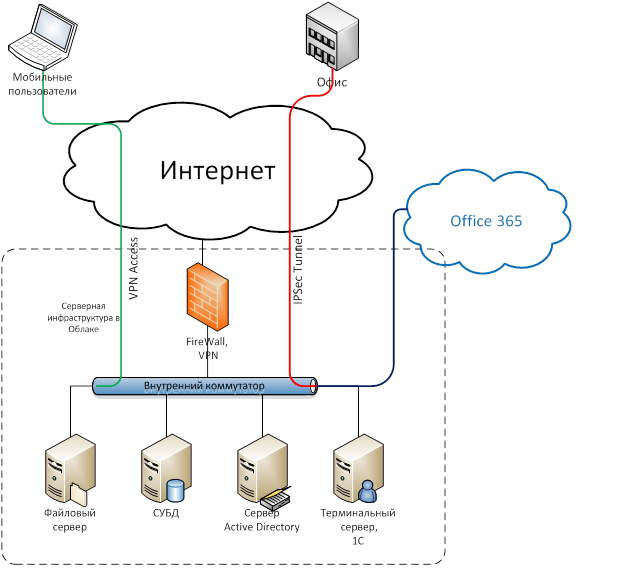 Мобильные
пользователи
Офис
Интернет
Office 365
VPN Access
IPSec Tunnel
Серверная
инфраструктура в
Облаке
FireWall,
VPN
Внутренний коммутатор
Файловый
сервер
СУБД
Сервер
Active Directory
Терминальный
сервер,
1С